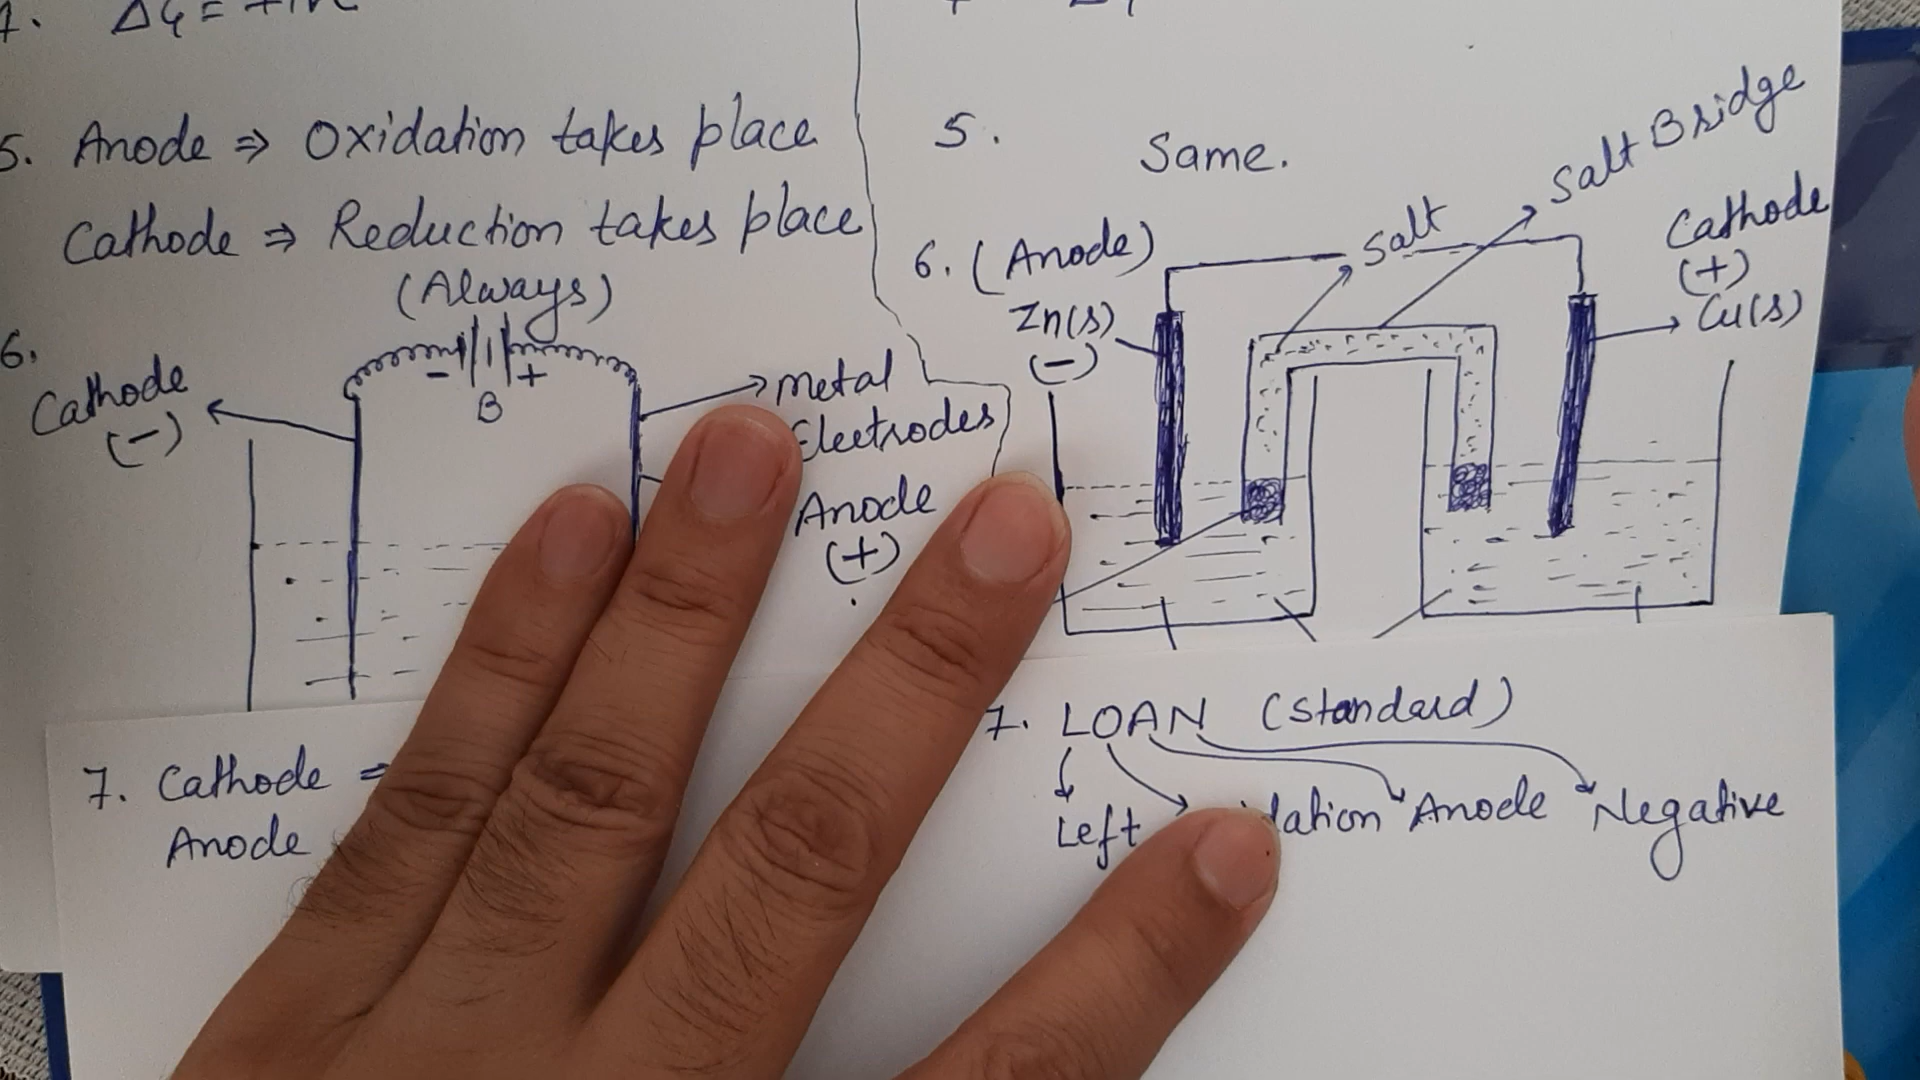 5. Anode ⇒ Oxidation takes place
Cathode ⇒ Reduction takes place
(Always)
6.
Cathode
(-)
- +
B
Metal
Electrodes
Anode
(+)
7. Cathode ⇒
Anode
5. Same.
Salt Bridge
Salt
Cathode
(+)
Cu(s)
6. (Anode)
Zn(s)
(-)
7. LOAN (Standard)
Left dation Anode Negative